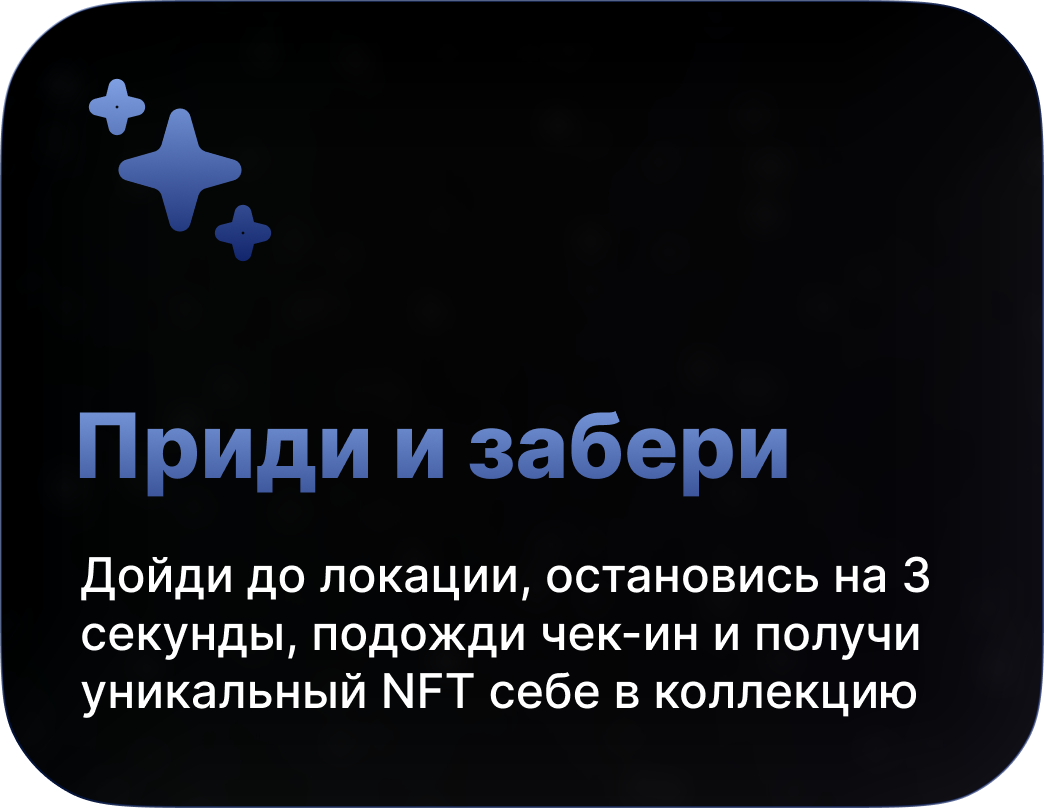 Приди и забери
Дойди до локации, остановись на 3
секунды, подожди чек-ин и получи
уникальный NFT себе в коллекцию